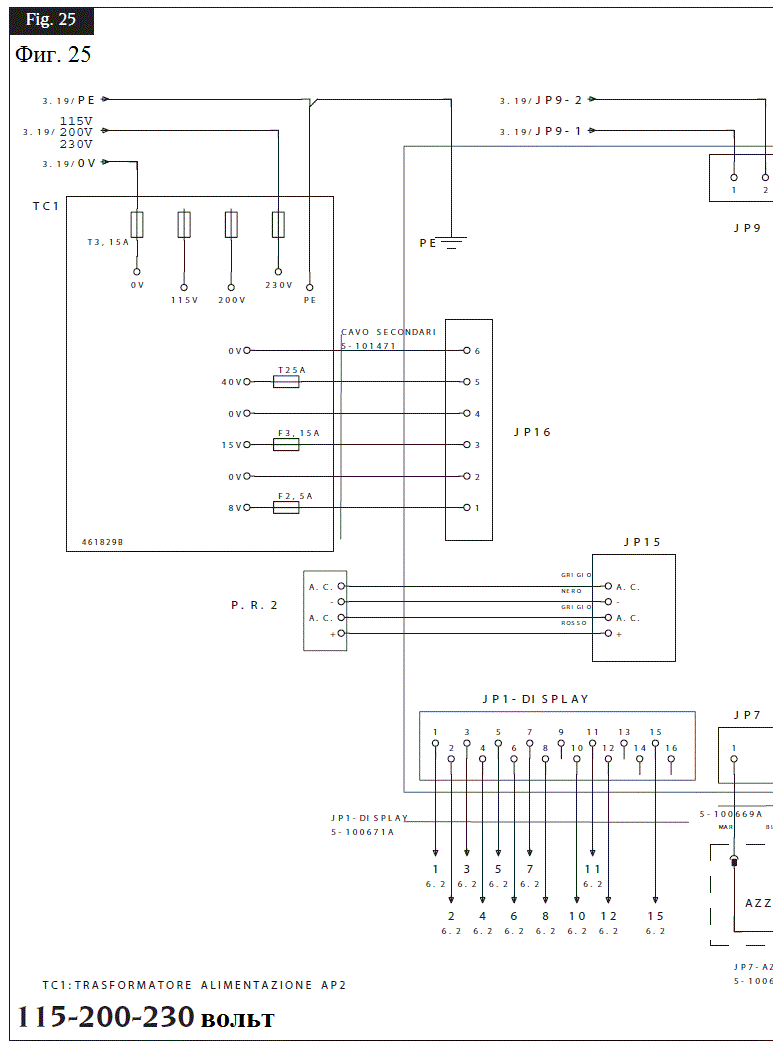 Fig. 25
Фиг. 25
3.19/PE
115V
3.19/200V
230V
3.19/0V
3.19/JP9-2
3.19/JP9-1
1 2
JP9
TC1
T3,15A
0V 115V 200V 230V PE
PE
CAVO SECONDARI
5-101471
0V 6
T25A
40V 5
0V 4
F3,15A
15V 3
0V 2
F2,5A
8V 1
JP16
461829B
JP15
P.R.2
A.C. GRIGIO A.C.
- NERO -
A.C. GRIGIO A.C.
+ ROSSO +
JP1-DISPLAY
JP7
1 3 5 7 9 11 13 15
2 4 6 8 10 12 14 16
1
JP1-DISPLAY
5-100671A
5-100669A
MAR
1 3 5 7 11
6.2 6.2 6.2 6.2 6.2
2 4 6 8 10 12 15
6.2 6.2 6.2 6.2 6.2 6.2 6.2
AZZ
JP7-AZ
5-1006
TC1:TRASFORMATORE ALIMENTAZIONE AP2
115-200-230 вольт